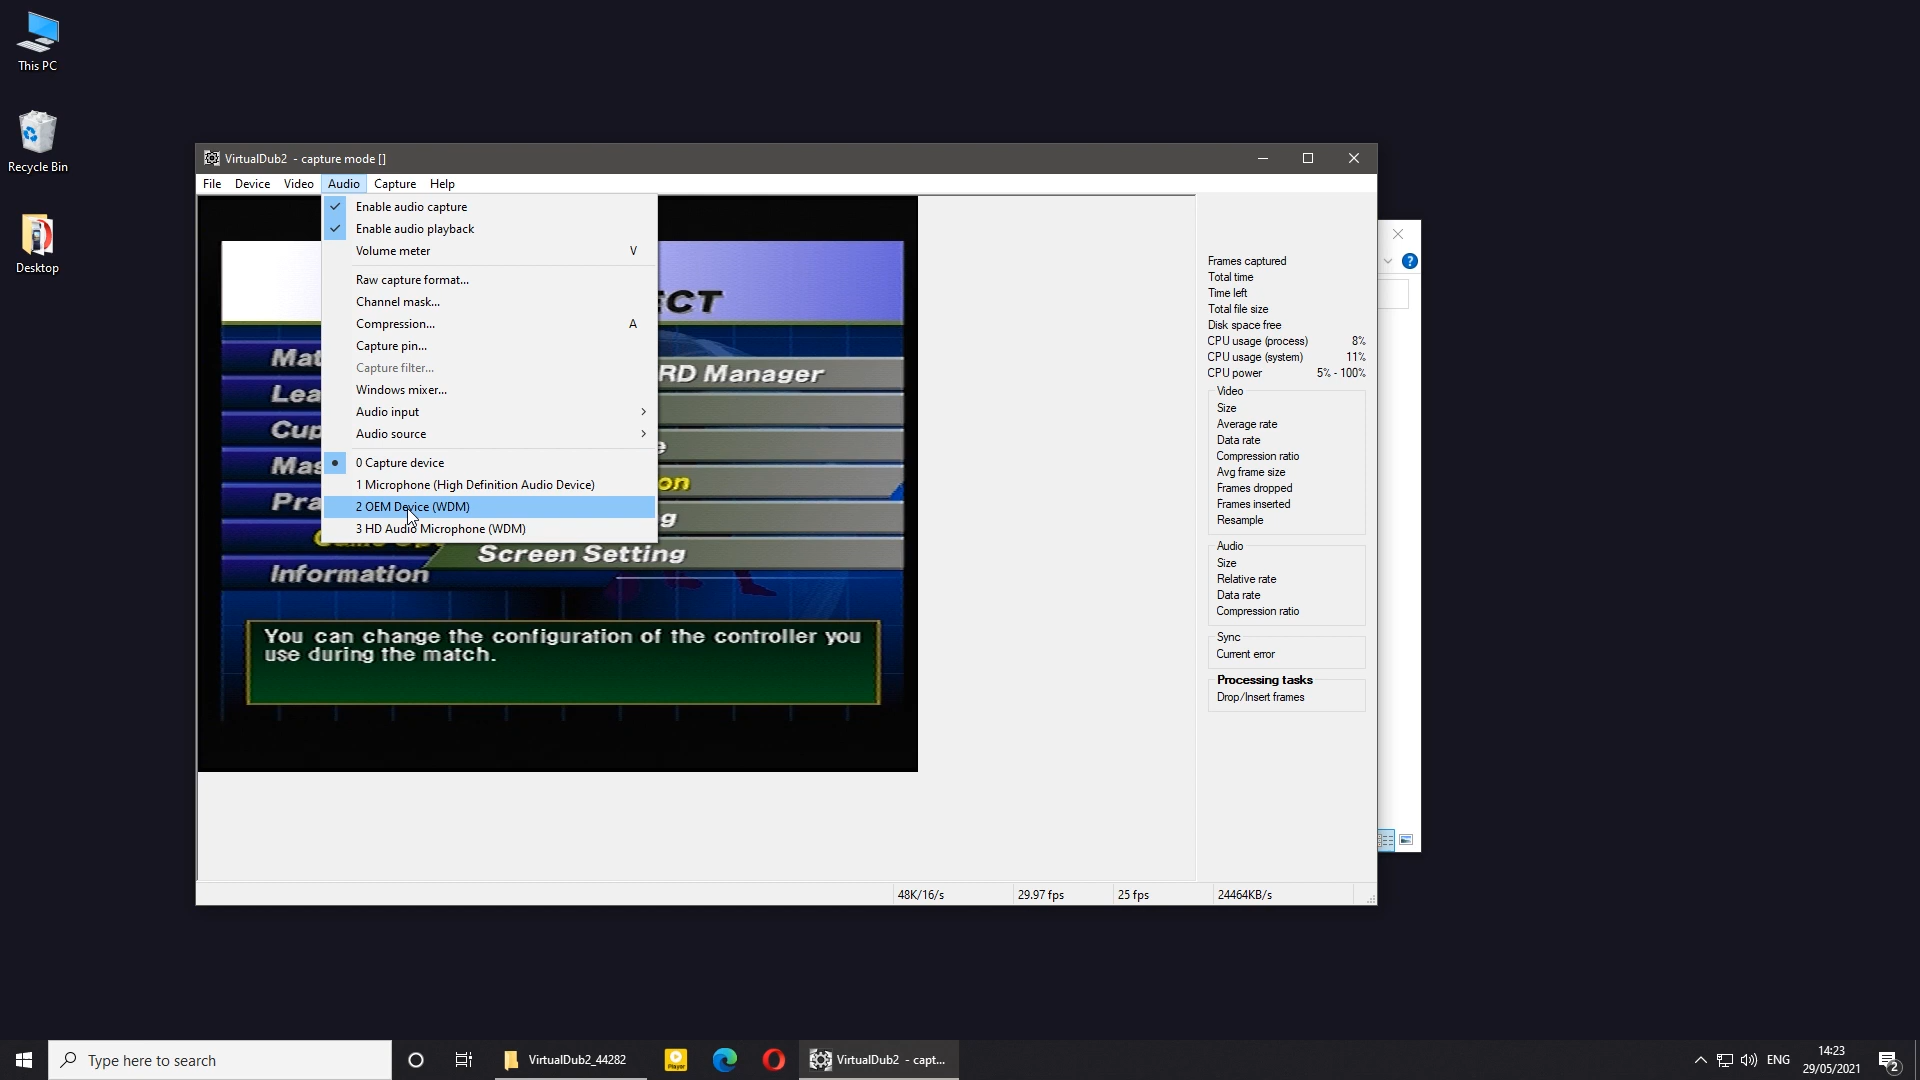 This PC
Recycle Bin
Desktop
VirtualDub2 - capture mode []
File Device Video Audio Capture Help
Enable audio capture
Enable audio playback
Volume meter V
Raw capture format...
Channel mask...
Compression... A
Capture pin...
Capture filter...
Windows mixer...
Audio input
Audio source
0 Capture device
1 Microphone (High Definition Audio Device)
2 OEM Device (WDM)
3 HD Audio Microphone (WDM)
Screen Setting
Information
You can change the configuration of the controller you
use during the match.
RD Manager
Frames captured
Total time
Time left
Total file size
Disk space free
CPU usage (process) 8%
CPU usage (system) 11%
CPU power 5% - 100%
Video
Size
Average rate
Data rate
Compression ratio
Avg frame size
Frames dropped
Frames inserted
Resample
Audio
Size
Relative rate
Data rate
Compression ratio
Sync
Current error
Processing tasks
Drop/Insert frames
48K/16/s 29.97 fps 25 fps 24464KB/s
Type here to search
VirtualDub2_44282
Player
VirtualDub2 - capt...
ENG
14:23
29/05/2021
2